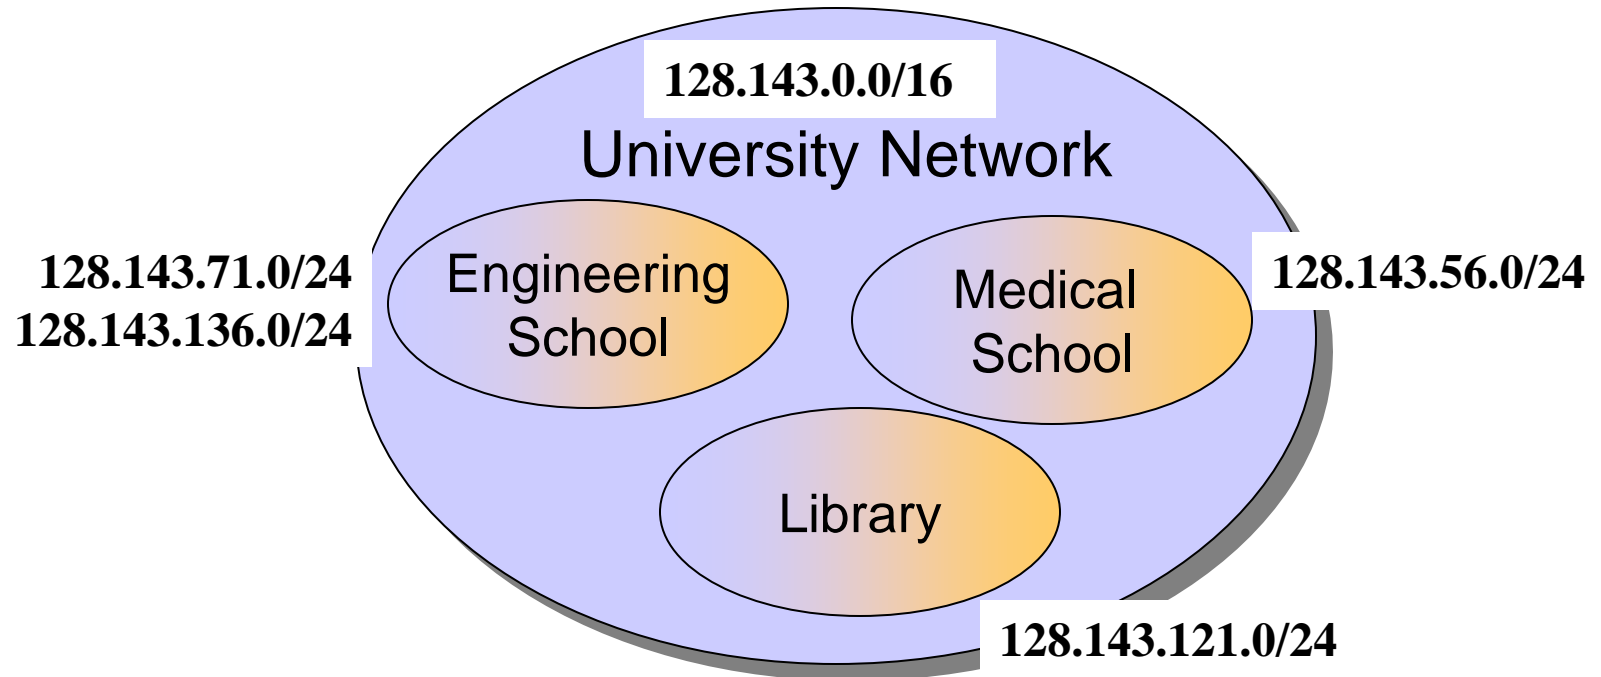 128.143.0.0/16
University Network
128.143.71.0/24
128.143.136.0/24
Engineering
School
Medical
School
128.143.56.0/24
Library
128.143.121.0/24